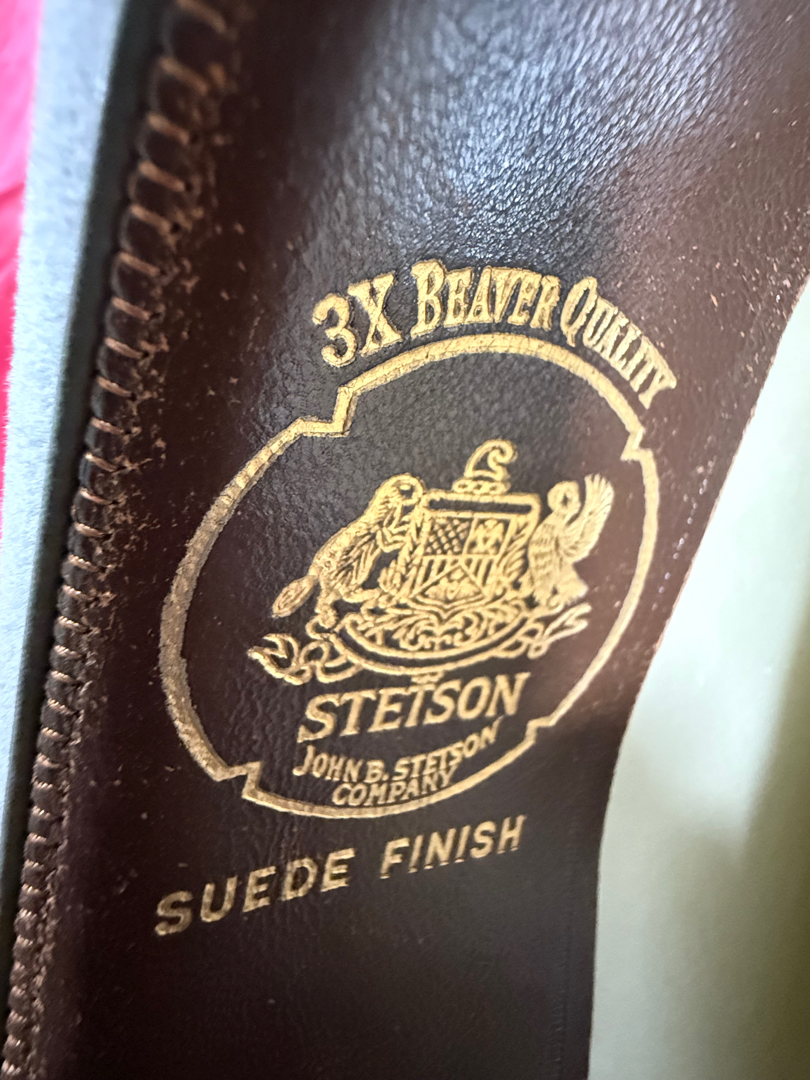 3X BEAVER QUALITY
STETSON
JOHN B. STETSON
COMPANY
SUEDE FINISH